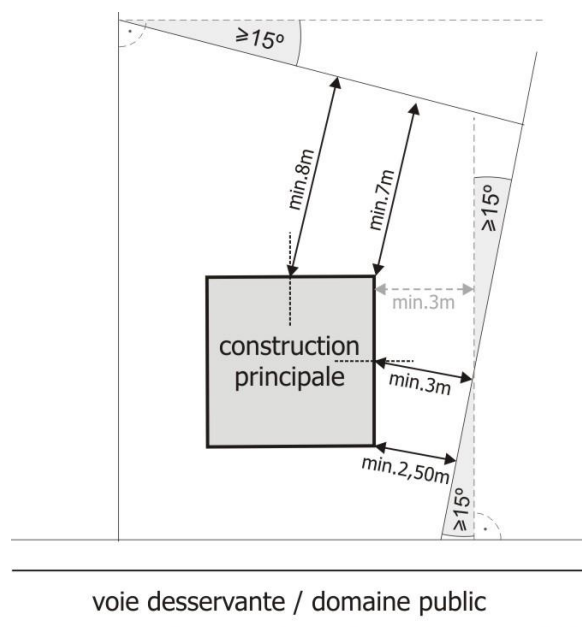 ⩾15°
min.8m
min.7m
⩾15°
min.3m
construction
principale
min.3m
min.2,50m
⩾15°
voie desservante / domaine public